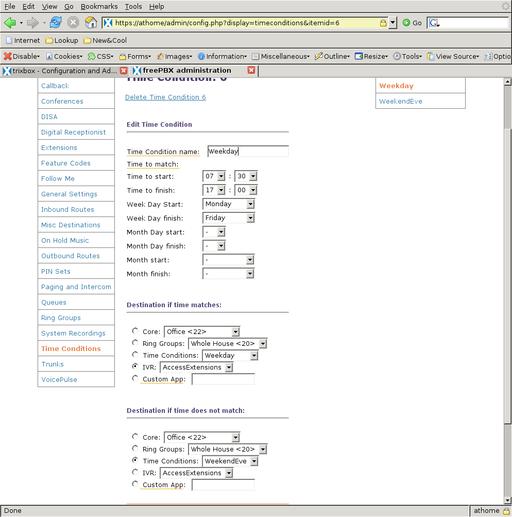 File Edit View Go Bookmarks Tools Help
https://athome/admin/config.php?display=timeconditions&itemid=6 Go
Internet Lookup New&Cool
Disable Cookies CSS Forms Images Information Miscellaneous Outline Resize Tools View Source Optio
trixbox - Configuration and Ad... freePBX administration
Time Condition: 6
Callback
Conferences
DISA
Digital Receptionist
Extensions
Feature Codes
Follow Me
General Settings
Inbound Routes
Misc Destinations
On Hold Music
Outbound Routes
PIN Sets
Paging and Intercom
Queues
Ring Groups
System Recordings
Time Conditions
Trunks
VoicePulse
Delete Time Condition 6
Edit Time Condition
Time Condition name: Weekday
Time to match:
Time to start: 07 : 30
Time to finish: 17 : 00
Week Day Start: Monday
Week Day finish: Friday
Month Day start: -
Month Day finish: -
Month start: -
Month finish: -
Destination if time matches:
Core: Office <22>
Ring Groups: Whole House <20>
Time Conditions: Weekday
IVR: AccessExtensions
Custom App:
Destination if time does not match:
Core: Office <22>
Ring Groups: Whole House <20>
Time Conditions: WeekendEve
IVR: AccessExtensions
Custom App:
Weekday
WeekendEve
Done athome